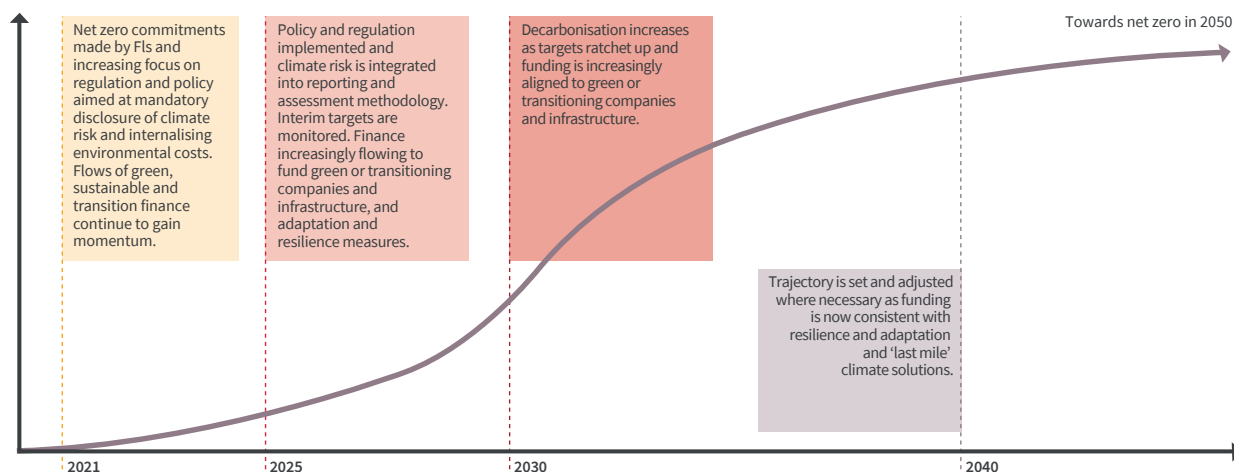 Towards net zero in 2050
Net zero commitments
made by FIs and
increasing focus on
regulation and policy
aimed at mandatory
disclosure of climate
risk and internalising
environmental costs.
Flows of green,
sustainable and
transition finance
continue to gain
momentum.
Policy and regulation
implemented and
climate risk is integrated
into reporting and
assessment methodology.
Interim targets are
monitored. Finance
increasingly flowing to
fund green or transitioning
companies and
infrastructure, and
adaptation and
resilience measures.
Decarbonisation increases
as targets ratchet up and
funding is increasingly
aligned to green or
transitioning companies
and infrastructure.
Trajectory is set and adjusted
where necessary as funding
is now consistent with
resilience and adaptation
and ‘last mile’
climate solutions.
2021
2025
2030
2040